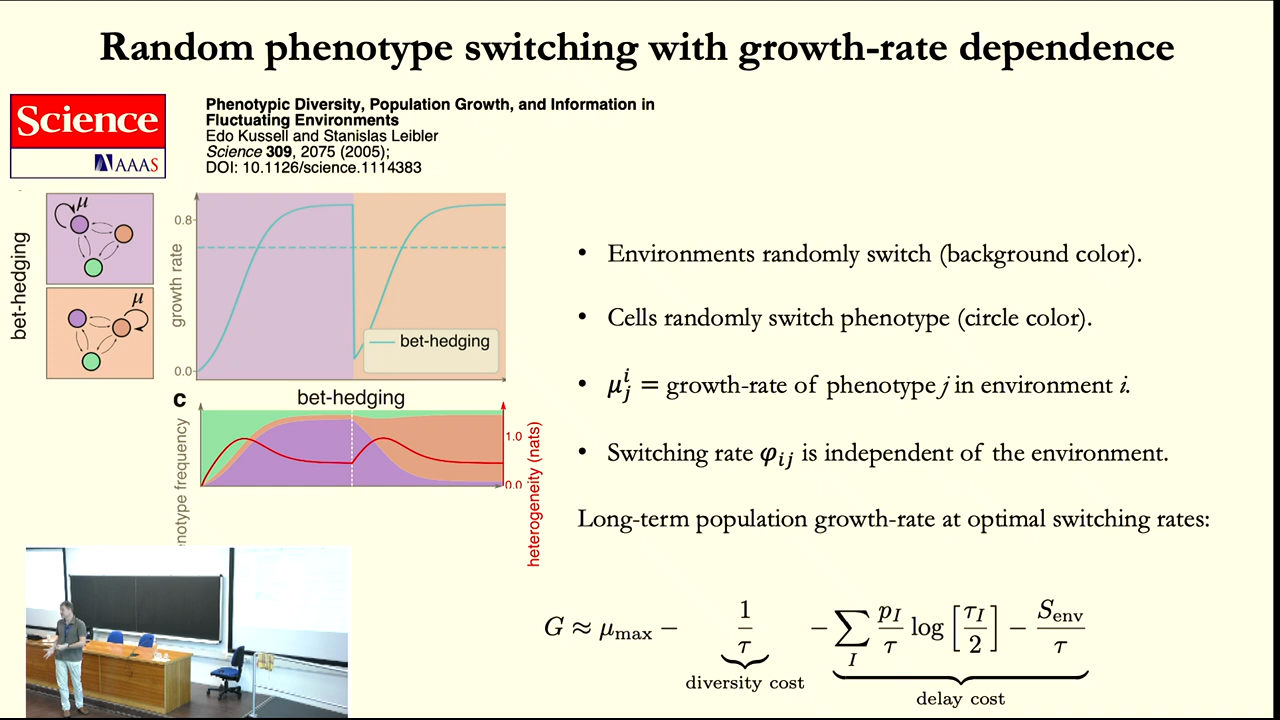 Random phenotype switching with growth-rate dependence
Science
AAAS
Phenotypic Diversity, Population Growth, and Information in
Fluctuating Environments
Edo Kussell and Stanislas Leibler
Science 309, 2075 (2005);
DOI: 10.1126/science.1114383
bet-hedging
μ
μ
growth rate
0.8
0.0
bet-hedging
c
bet-hedging
notype frequency
1.0
0.0
heterogeneity (nats)
• Environments randomly switch (background color).
• Cells randomly switch phenotype (circle color).
• μ_j^i = growth-rate of phenotype j in environment i.
• Switching rate φ_ij is independent of the environment.
Long-term population growth-rate at optimal switching rates:
G ≈ μ_max − 1/τ − ∑_I p_I/τ log [τ_I/2] − S_env/τ
diversity cost
delay cost